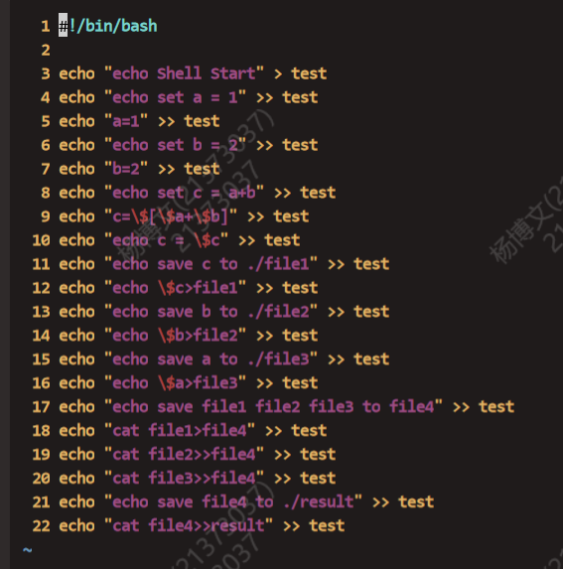 1 #!/bin/bash
2
3 echo "echo Shell Start" > test
4 echo "echo set a = 1" >> test
5 echo "a=1" >> test
6 echo "echo set b = 2" >> test
7 echo "b=2" >> test
8 echo "echo set c = a+b" >> test
9 echo "c=\$[\$a+\$b]" >> test
10 echo "echo c = \$c" >> test
11 echo "echo save c to ./file1" >> test
12 echo "echo \$c>file1" >> test
13 echo "echo save b to ./file2" >> test
14 echo "echo \$b>file2" >> test
15 echo "echo save a to ./file3" >> test
16 echo "echo \$a>file3" >> test
17 echo "echo save file1 file2 file3 to file4" >> test
18 echo "cat file1>file4" >> test
19 echo "cat file2>>file4" >> test
20 echo "cat file3>>file4" >> test
21 echo "echo save file4 to ./result" >> test
22 echo "cat file4>>result" >> test
~
杨博文(21373037)
21373037
杨博文(2
(21373037)